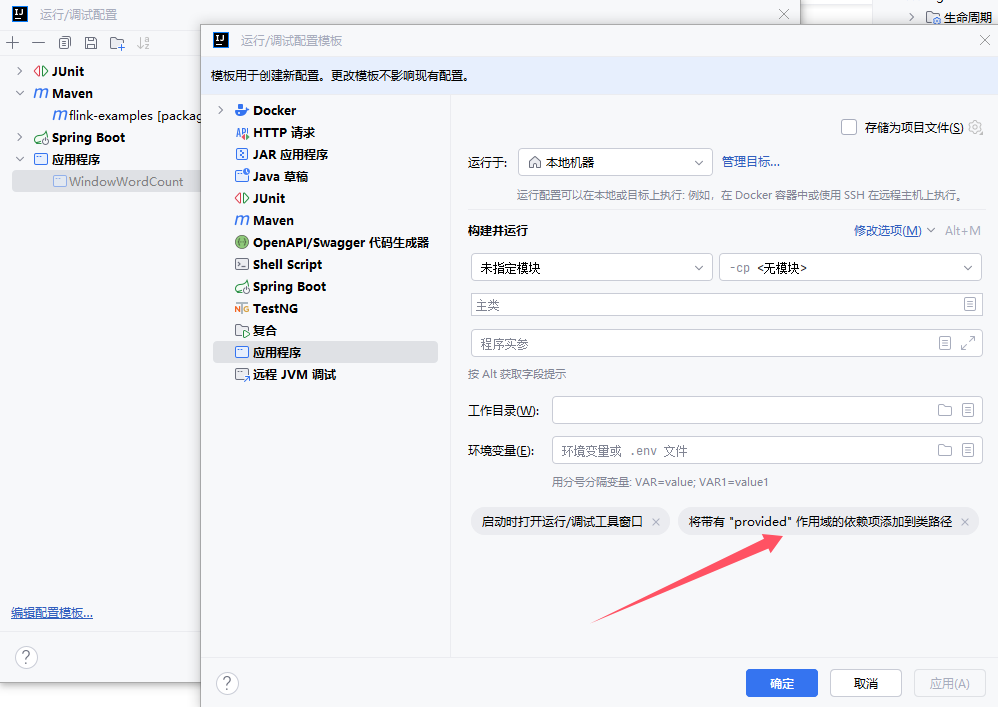 运行/调试配置
JUnit
Maven
flink-examples [packag
Spring Boot
应用程序
WindowWordCount
编辑配置模板...
?
生命周期
运行/调试配置模板
模板用于创建新配置。更改模板不影响现有配置。
Docker
HTTP 请求
JAR 应用程序
Java 草稿
JUnit
Maven
OpenAPI/Swagger 代码生成器
Shell Script
Spring Boot
TestNG
复合
应用程序
远程 JVM 调试
存储为项目文件(S)
运行于: 本地机器 管理目标...
运行配置可以在本地或目标上执行: 例如，在 Docker 容器中或使用 SSH 在远程主机上执行。
构建并运行 修改选项(M) Alt+M
未指定模块 -cp <无模块>
主类
程序实参
按 Alt 获取字段提示
工作目录(W):
环境变量(E): 环境变量或 .env 文件
用分号分隔变量: VAR=value; VAR1=value1
启动时打开运行/调试工具窗口 × 将带有 "provided" 作用域的依赖项添加到类路径 ×
?
确定 取消 应用(A)